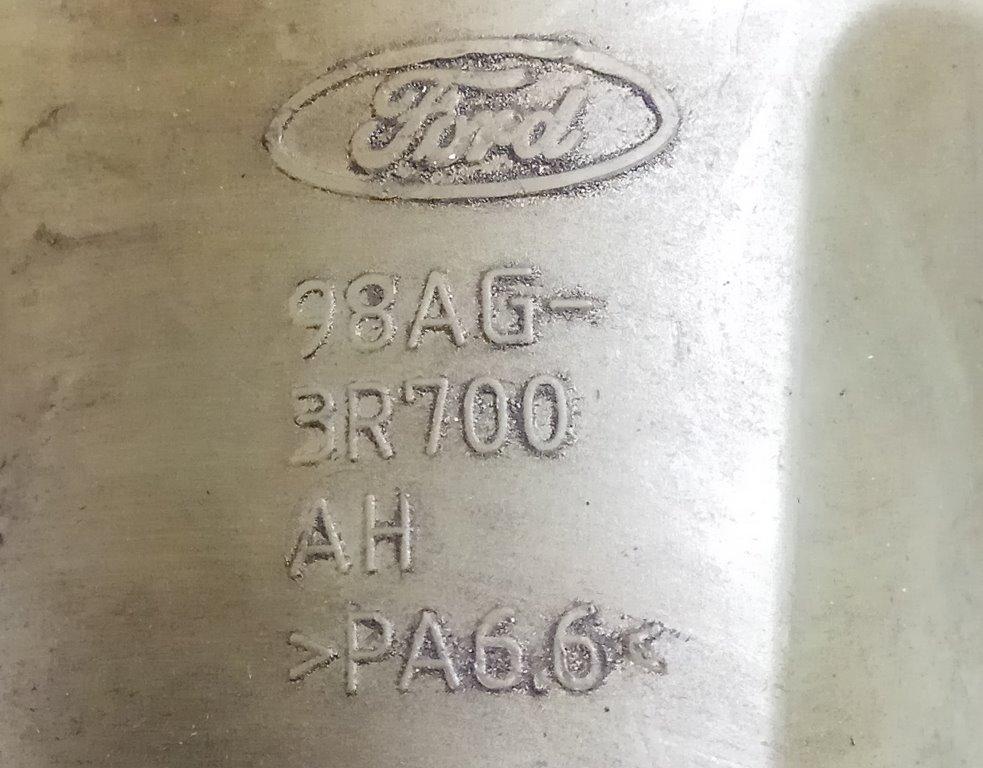 Ford
98AG-
3R700
AH
>PA6.6<